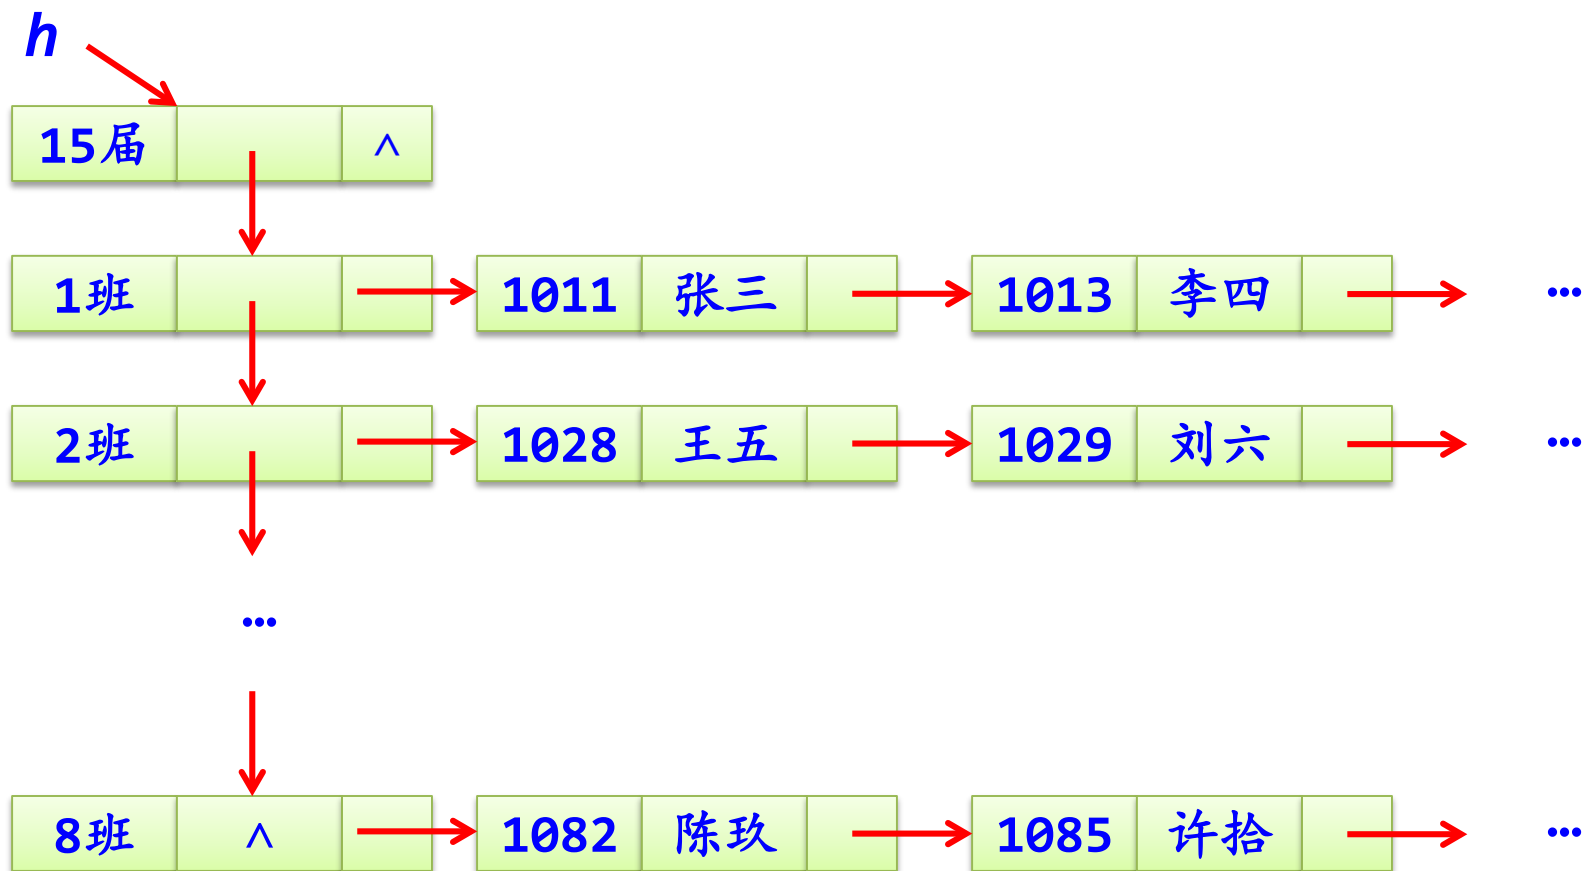 h
15届 ∧
1班 1011 张三 1013 李四 …
2班 1028 王五 1029 刘六 …
…
8班 ∧ 1082 陈玖 1085 许拾 …